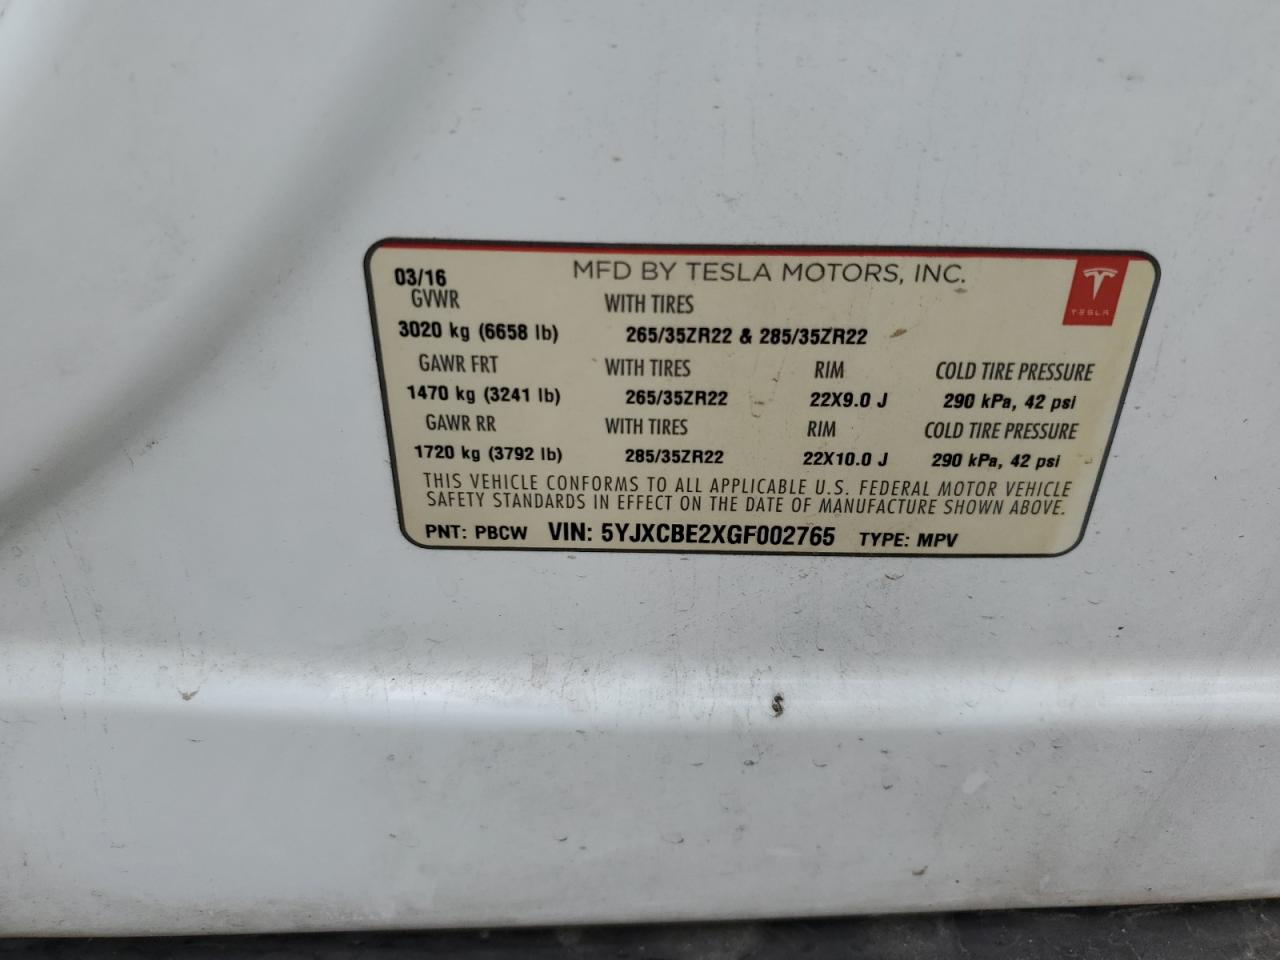 03/16 MFD BY TESLA MOTORS, INC.
TESLA
GVWR WITH TIRES
3020 kg (6658 lb) 265/35ZR22 & 285/35ZR22
GAWR FRT WITH TIRES RIM COLD TIRE PRESSURE
1470 kg (3241 lb) 265/35ZR22 22X9.0 J 290 kPa, 42 psi
GAWR RR WITH TIRES RIM COLD TIRE PRESSURE
1720 kg (3792 lb) 285/35ZR22 22X10.0 J 290 kPa, 42 psi
THIS VEHICLE CONFORMS TO ALL APPLICABLE U.S. FEDERAL MOTOR VEHICLE
SAFETY STANDARDS IN EFFECT ON THE DATE OF MANUFACTURE SHOWN ABOVE.
PNT: PBCW VIN: 5YJXCBE2XGF002765 TYPE: MPV